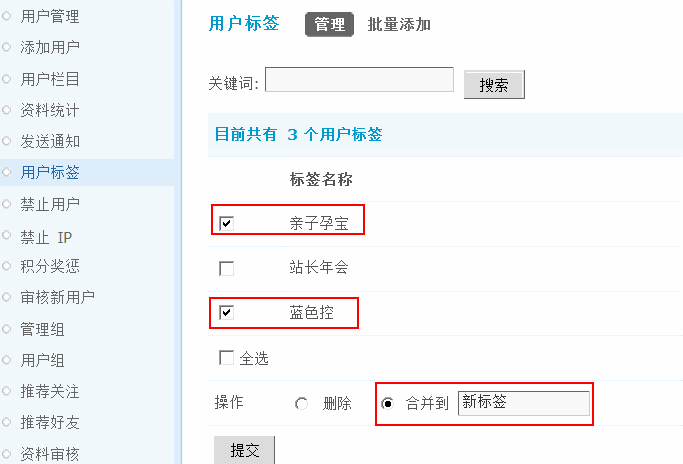 用户管理
添加用户
用户栏目
资料统计
发送通知
用户标签
禁止用户
禁止 IP
积分奖惩
审核新用户
管理组
用户组
推荐关注
推荐好友
资料审核
用户标签 管理 批量添加
关键词: 搜索
目前共有 3 个用户标签
标签名称
亲子孕宝
站长年会
蓝色控
全选
操作 删除 合并到 新标签
提交